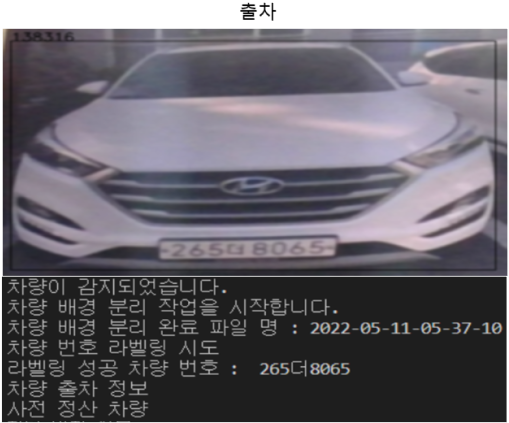 출차
138316
265더 8065
차량이 감지되었습니다.
차량 배경 분리 작업을 시작합니다.
차량 배경 분리 완료 파일 명 : 2022-05-11-05-37-10
차량 번호 라벨링 시도
라벨링 성공 차량 번호 :  265더8065
차량 출차 정보
사전 정산 차량